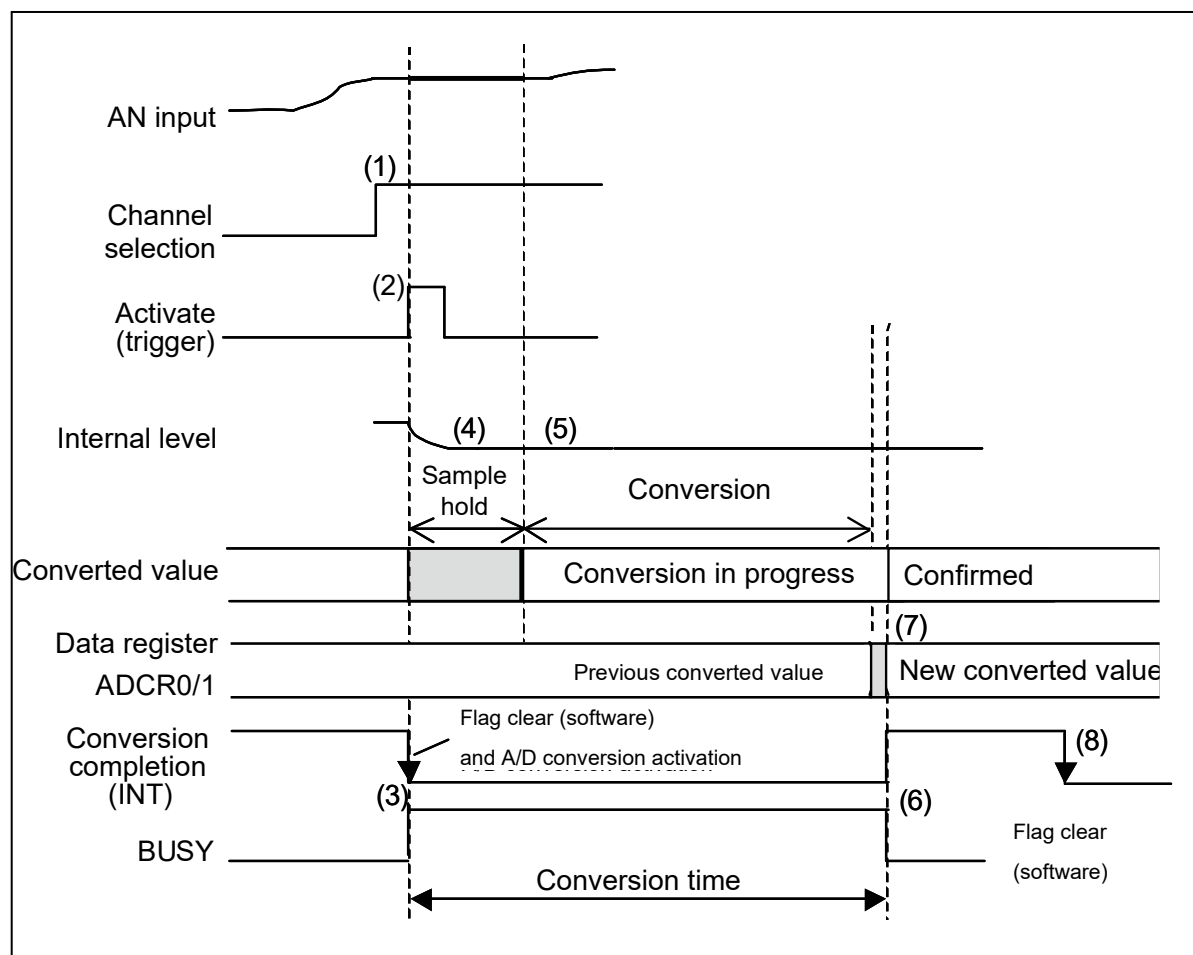 AN input
(1)
Channel
selection
(2)
Activate
(trigger)
Internal level
(4)
(5)
Sample
hold
Conversion
Converted value
Conversion in progress
Confirmed
(7)
Data register
ADCR0/1
Previous converted value
New converted value
Conversion
completion
(INT)
Flag clear (software)
and A/D conversion activation
A/D conversion activation
(8)
(3)
(6)
BUSY
Flag clear
(software)
Conversion time